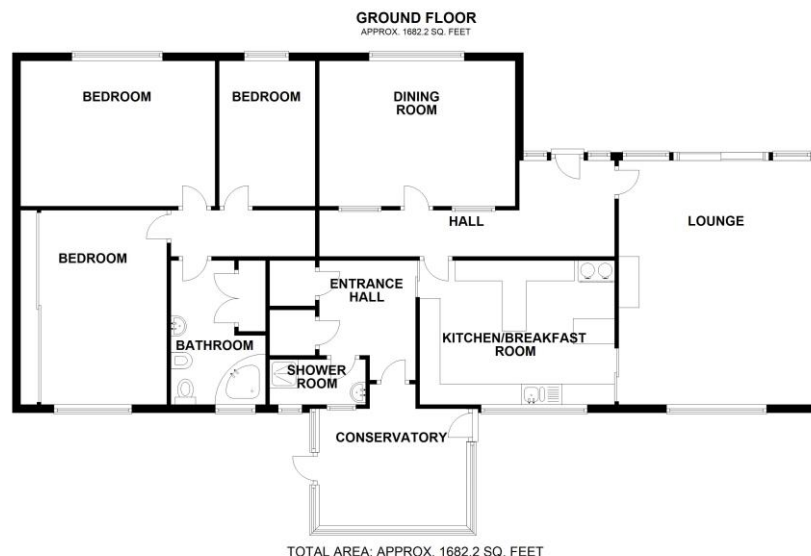 GROUND FLOOR
APPROX. 1682.2 SQ. FEET
BEDROOM
BEDROOM
DINING
ROOM
HALL
LOUNGE
BEDROOM
ENTRANCE
HALL
KITCHEN/BREAKFAST
ROOM
BATHROOM
SHOWER
ROOM
CONSERVATORY
TOTAL AREA: APPROX. 1682.2 SQ. FEET